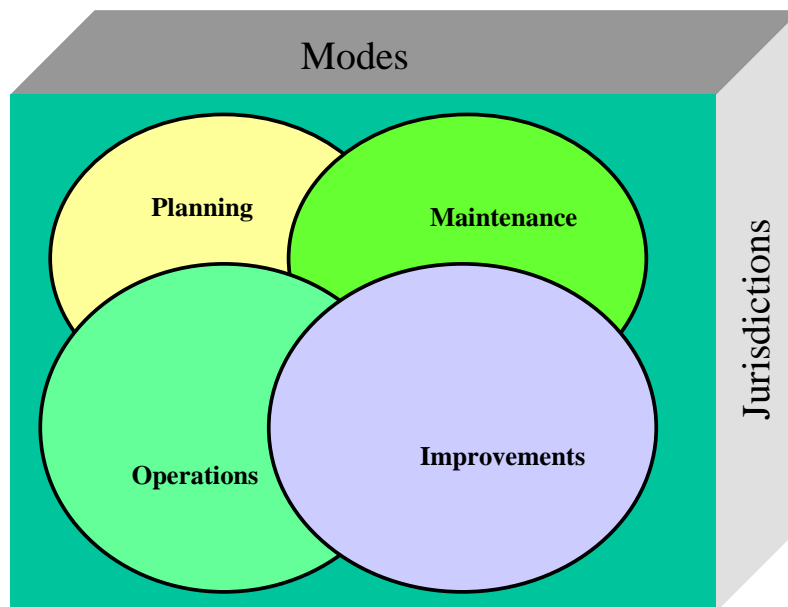 Modes
Planning
Maintenance
Jurisdictions
Operations
Improvements